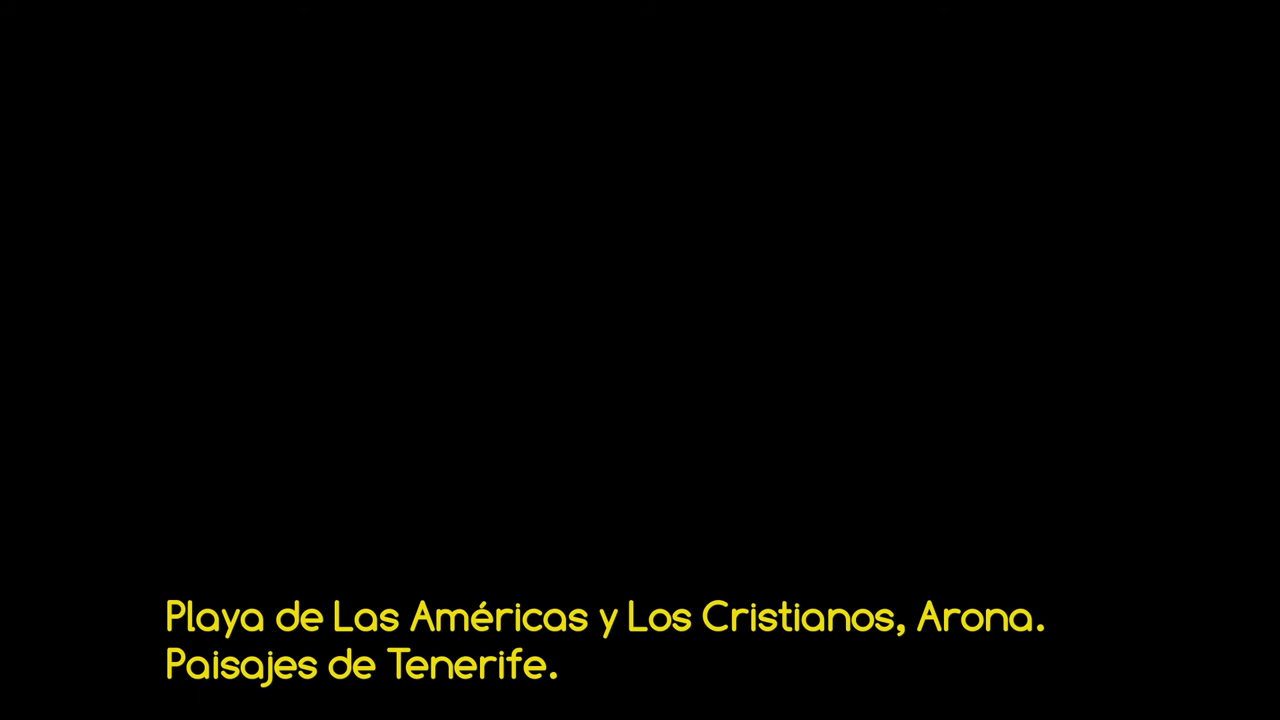 Playa de Las Américas y Los Cristianos, Arona.
Paisajes de Tenerife.